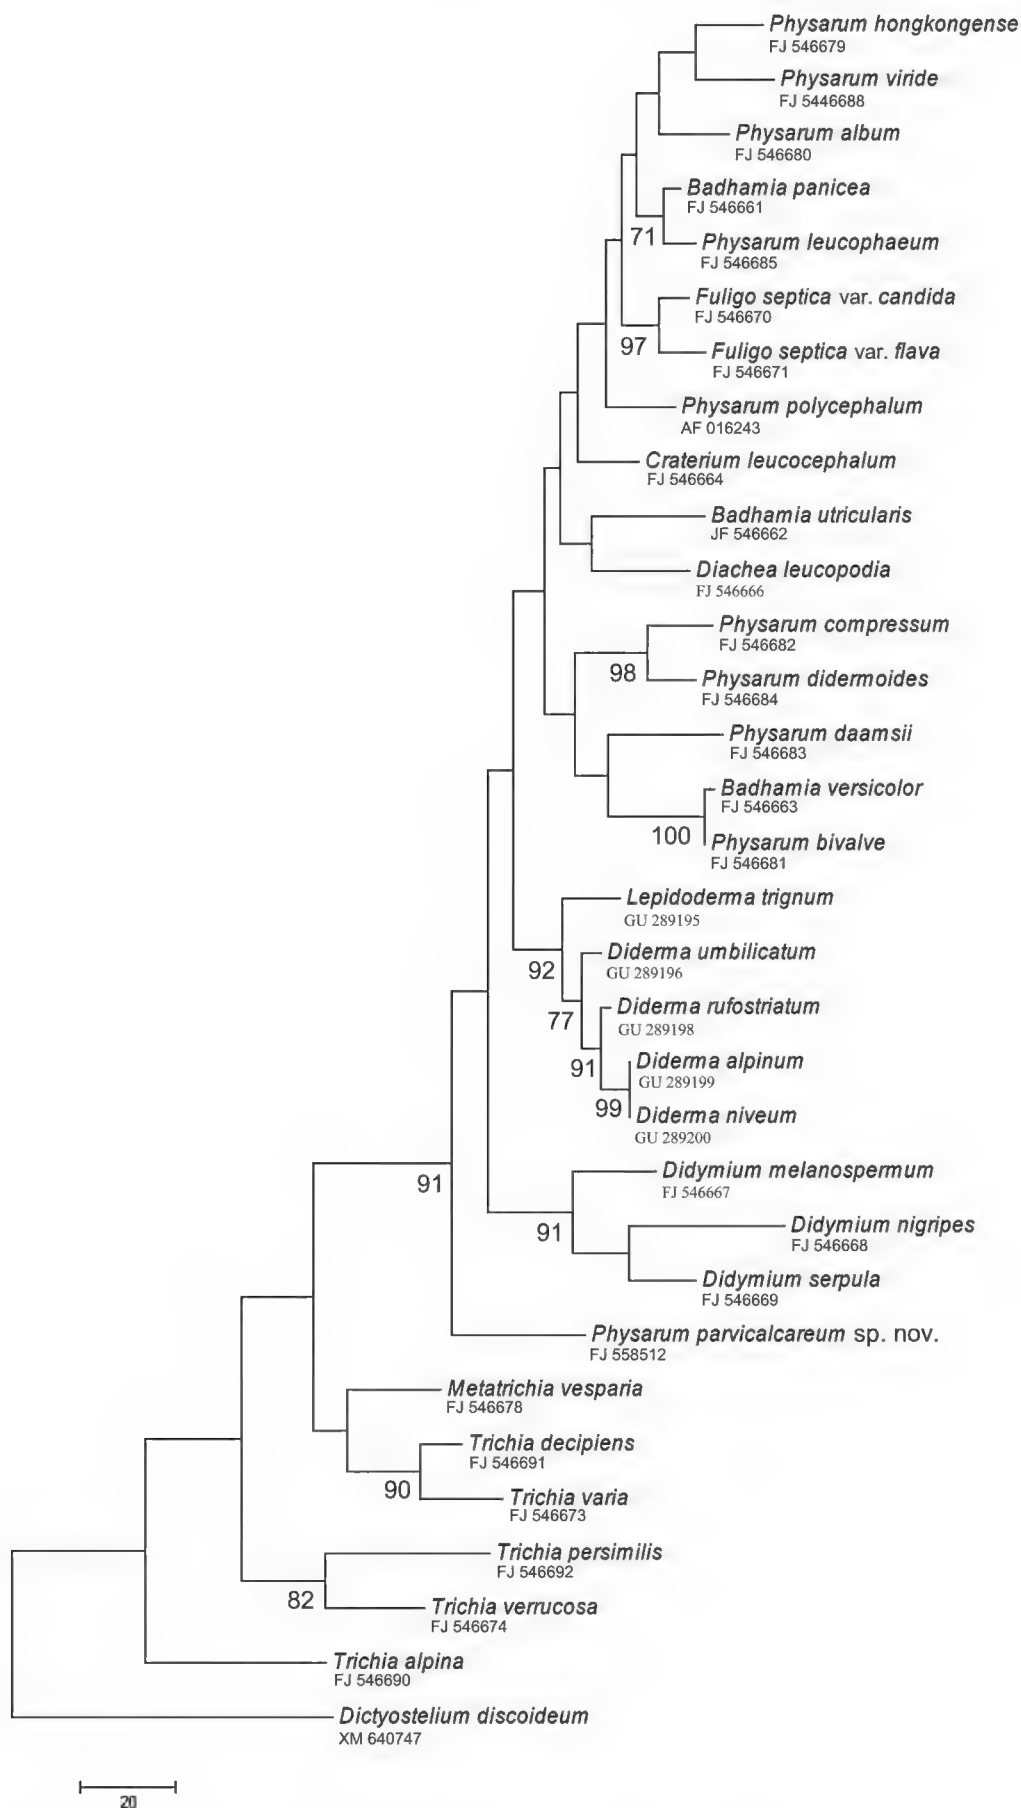 Physarum hongkongense
FJ 546679
Physarum viride
FJ 5446688
Physarum album
FJ 546680
Badhamia panicea
FJ 546661
71
Physarum leucophaeum
FJ 546685
Fuligo septica var. candida
FJ 546670
97
Fuligo septica var. flava
FJ 546671
Physarum polycephalum
AF 016243
Craterium leucocephalum
FJ 546664
Badhamia utricularis
JF 546662
Diachea leucopodia
FJ 546666
Physarum compressum
FJ 546682
98
Physarum didermoides
FJ 546684
Physarum daamsii
FJ 546683
Badhamia versicolor
FJ 546663
100
Physarum bivalve
FJ 546681
Lepidoderma trignum
GU 289195
Diderma umbilicatum
92
GU 289196
Diderma rufostriatum
77
GU 289198
Diderma alpinum
91
GU 289199
99
Diderma niveum
GU 289200
Didymium melanospermum
91
FJ 546667
Didymium nigripes
91
FJ 546668
Didymium serpula
FJ 546669
Physarum parvicalcareum sp. nov.
FJ 558512
Metatrichia vesparia
FJ 546678
Trichia decipiens
FJ 546691
90
Trichia varia
FJ 546673
Trichia persimilis
FJ 546692
82
Trichia verrucosa
FJ 546674
Trichia alpina
FJ 546690
Dictyostelium discoideum
XM 640747
20